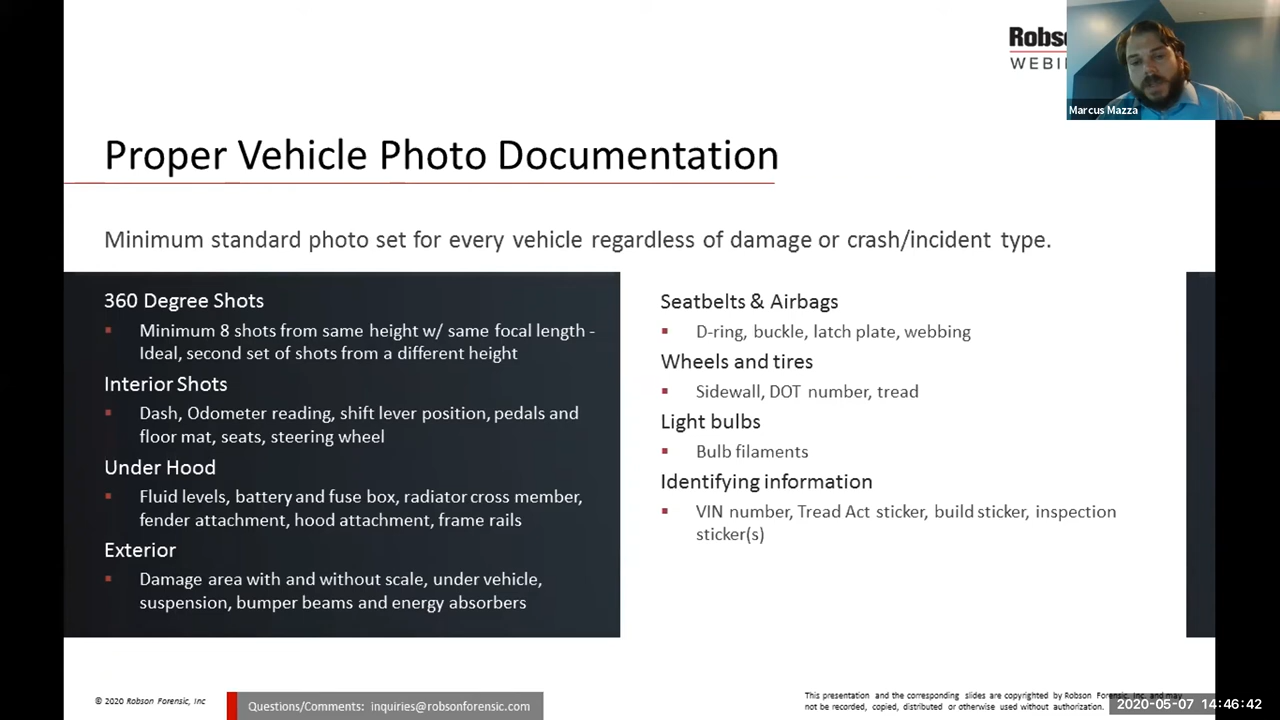 Robs
WEBI
Marcus Mazza
Proper Vehicle Photo Documentation
Minimum standard photo set for every vehicle regardless of damage or crash/incident type.
360 Degree Shots
Minimum 8 shots from same height w/ same focal length -
Ideal, second set of shots from a different height
Interior Shots
Dash, Odometer reading, shift lever position, pedals and
floor mat, seats, steering wheel
Under Hood
Fluid levels, battery and fuse box, radiator cross member,
fender attachment, hood attachment, frame rails
Exterior
Damage area with and without scale, under vehicle,
suspension, bumper beams and energy absorbers
Seatbelts & Airbags
D-ring, buckle, latch plate, webbing
Wheels and tires
Sidewall, DOT number, tread
Light bulbs
Bulb filaments
Identifying information
VIN number, Tread Act sticker, build sticker, inspection
sticker(s)
© 2020 Robson Forensic, Inc
Questions/Comments: inquiries@robsonforensic.com
This presentation and the corresponding slides are copyrighted by Robson Forensic, Inc. and may
not be recorded, copied, distributed or otherwise used without authorization.
2020-05-07 14:46:42